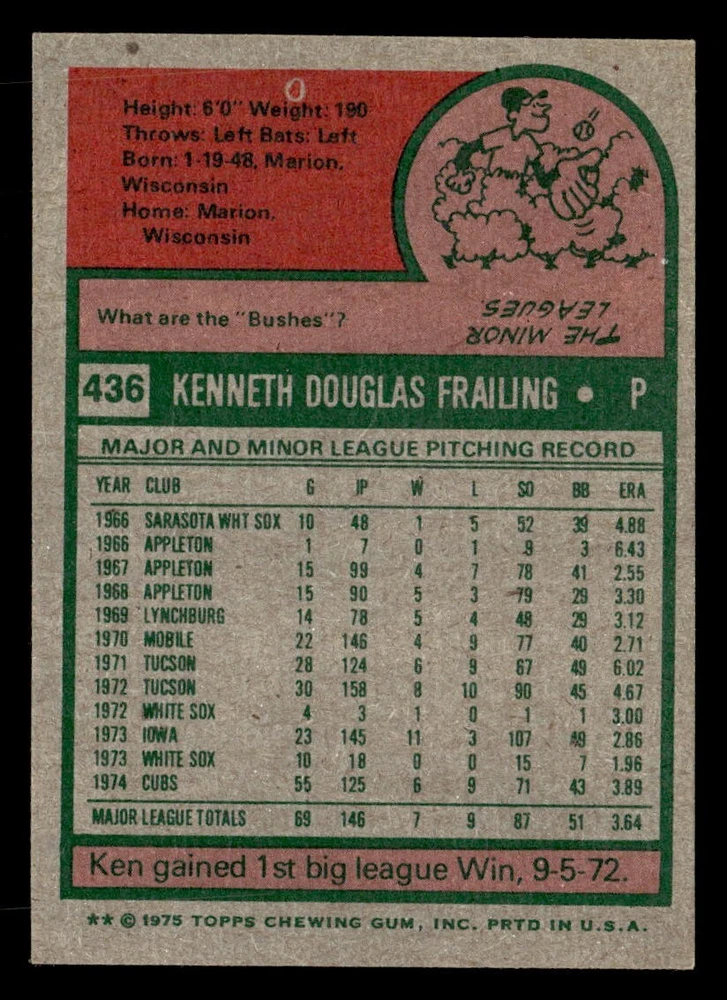 Height: 6'0" Weight: 190
Throws: Left Bats: Left
Born: 1-19-48, Marion,
Wisconsin
Home: Marion,
Wisconsin
What are the "Bushes"?
THE MINOR
LEAGUES.
436 KENNETH DOUGLAS FRAILING • P
MAJOR AND MINOR LEAGUE PITCHING RECORD
YEAR CLUB G IP W L SO BB ERA
1966 SARASOTA WHT SOX 10 48 1 5 52 39 4.88
1966 APPLETON 1 7 0 1 9 3 6.43
1967 APPLETON 15 99 4 7 78 41 2.55
1968 APPLETON 15 90 5 3 79 29 3.30
1969 LYNCHBURG 14 78 5 4 48 29 3.12
1970 MOBILE 22 146 4 9 77 40 2.71
1971 TUCSON 28 124 6 9 67 49 6.02
1972 TUCSON 30 158 8 10 90 45 4.67
1972 WHITE SOX 4 3 1 0 1 1 3.00
1973 IOWA 23 145 11 3 107 49 2.86
1973 WHITE SOX 10 18 0 0 15 7 1.96
1974 CUBS 55 125 6 9 71 43 3.89
MAJOR LEAGUE TOTALS 69 146 7 9 87 51 3.64
Ken gained 1st big league Win, 9-5-72.
** © 1975 TOPPS CHEWING GUM, INC. PRTD IN U.S.A.